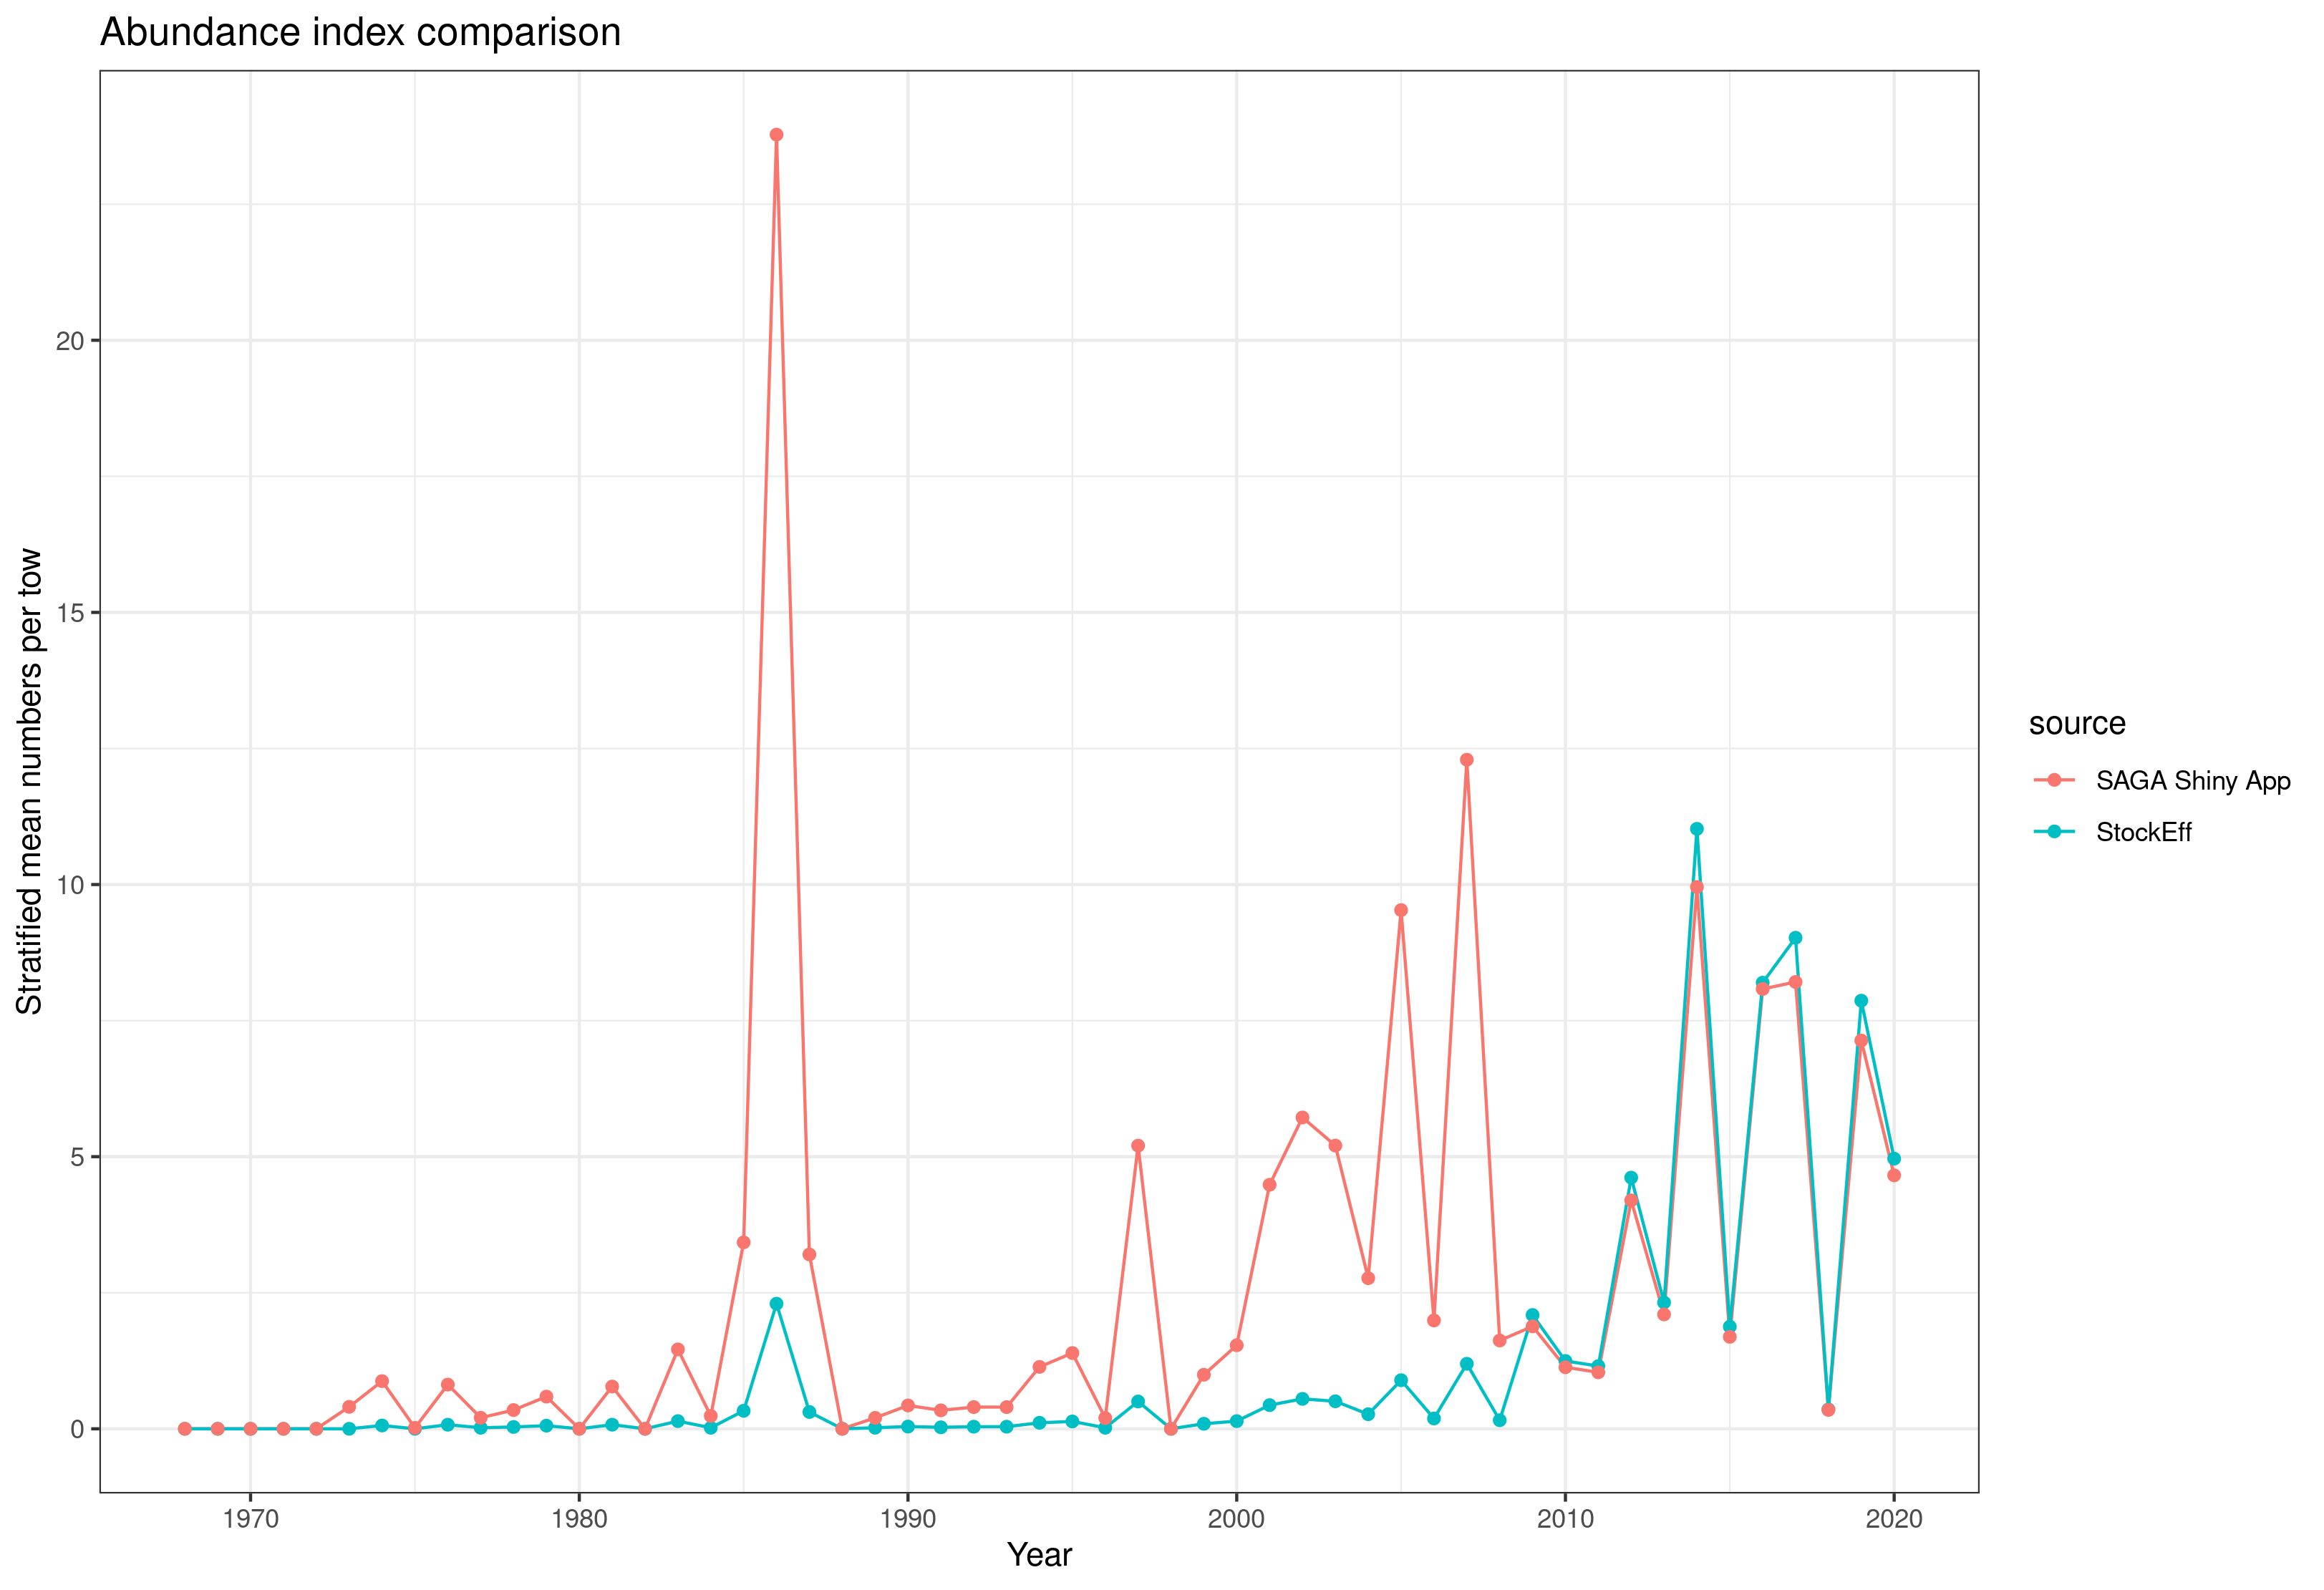 Abundance index comparison
Stratified mean numbers per tow
20
15
10
5
0
1970
1980
1990
2000
2010
2020
Year
source
SAGA Shiny App
StockEff